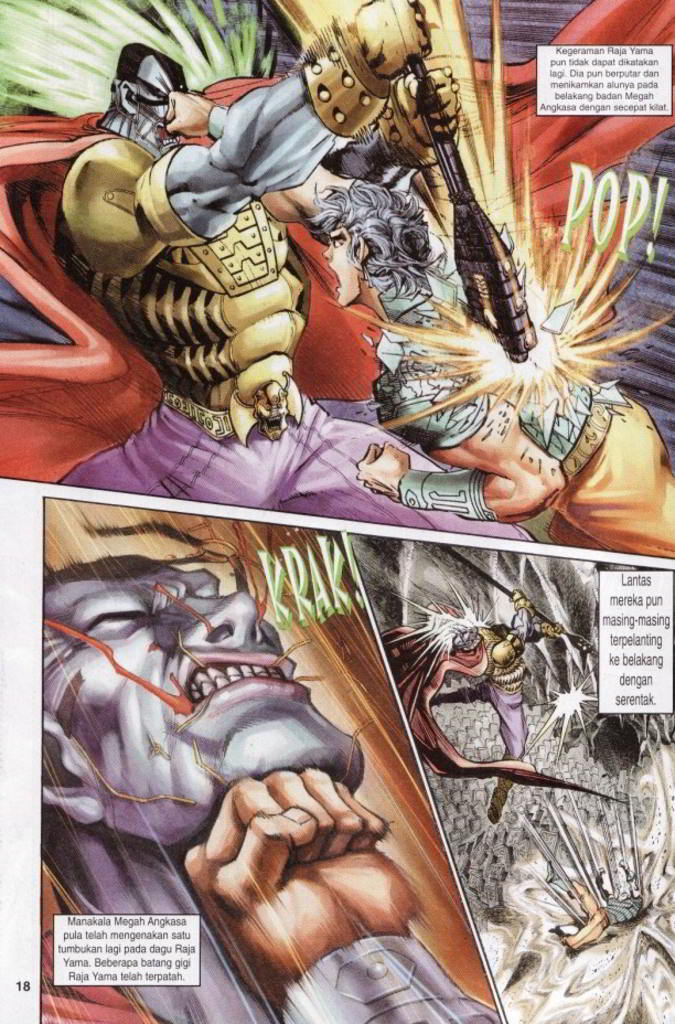 Kegeraman Raja Yama
pun tidak dapat dikatakan
lagi. Dia pun berputar dan
menikamkan alunya pada
belakang badan Megah
Angkasa dengan secepat kilat.
POP!
KRAK!
Lantas
mereka pun
masing-masing
terpelanting
ke belakang
dengan
serentak.
Manakala Megah Angkasa
pula telah mengenakan satu
tumbukan lagi pada dagu Raja
Yama. Beberapa batang gigi
Raja Yama telah terpatah.
18